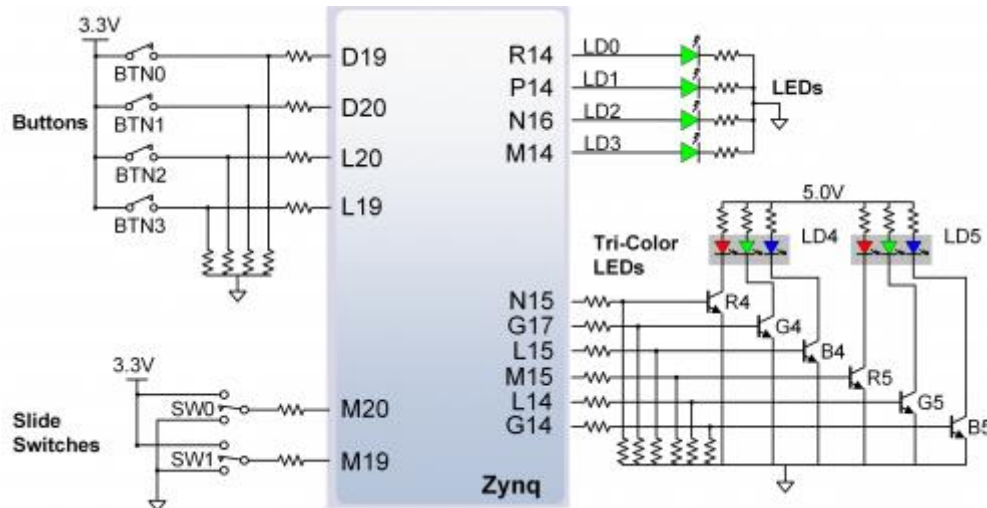 3.3V
BTN0
BTN1
BTN2
BTN3
Buttons
D19
D20
L20
L19
R14
P14
N16
M14
LD0
LD1
LD2
LD3
LEDs
5.0V
LD4
LD5
Tri-Color
LEDs
N15
G17
L15
M15
L14
G14
R4
G4
B4
R5
G5
B5
3.3V
SW0
SW1
Slide
Switches
M20
M19
Zynq